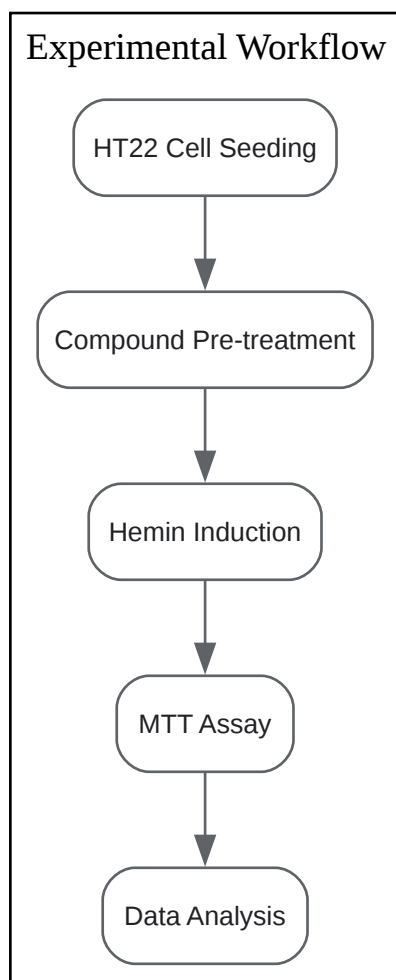 Experimental Workflow
HT22 Cell Seeding
Compound Pre-treatment
Hemin Induction
MTT Assay
Data Analysis